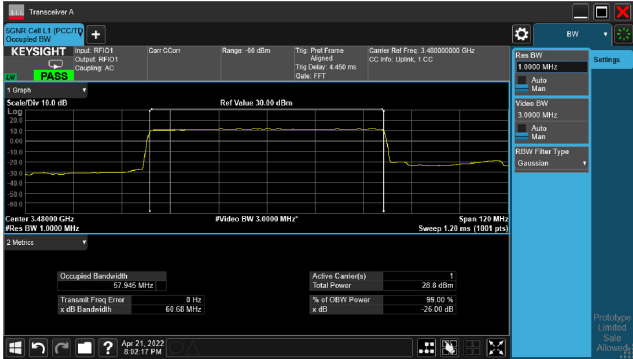 Transceiver A
5GNR Cell L1 (PCC/TC
Occupied BW
+
BW
KEYSIGHT
Input: RFIO1
Output: RFIO1
Coupling: AC
Corr CCorr
Range: -60 dBm
Trig: Pret Frame
Aligned
Trig Delay: 4.450 ms
Gate: FFT
Carrier Ref Freq: 3.480000000 GHz
CC Info: Uplink, 1 CC
PASS
Res BW
1.0000 MHz
Auto
Man
Settings
Video BW
3.0000 MHz
Auto
Man
RBW Filter Type
Gaussian
1 Graph
Scale/Div 10.0 dB
Ref Value 30.00 dBm
Log
20.0
10.0
0.00
-10.0
-20.0
-30.0
-40.0
-50.0
-60.0
Center 3.48000 GHz
#Video BW 3.0000 MHz*
Span 120 MHz
#Res BW 1.0000 MHz
Sweep 1.20 ms (1001 pts)
2 Metrics
Occupied Bandwidth
57.945 MHz
Active Carrier(s) 1
Total Power 28.8 dBm
Transmit Freq Error 0 Hz
x dB Bandwidth 60.68 MHz
% of OBW Power 99.00 %
x dB -26.00 dB
Prototype
Limited
Sale
Allowed
?
Apr 21, 2022
8:02:17 PM